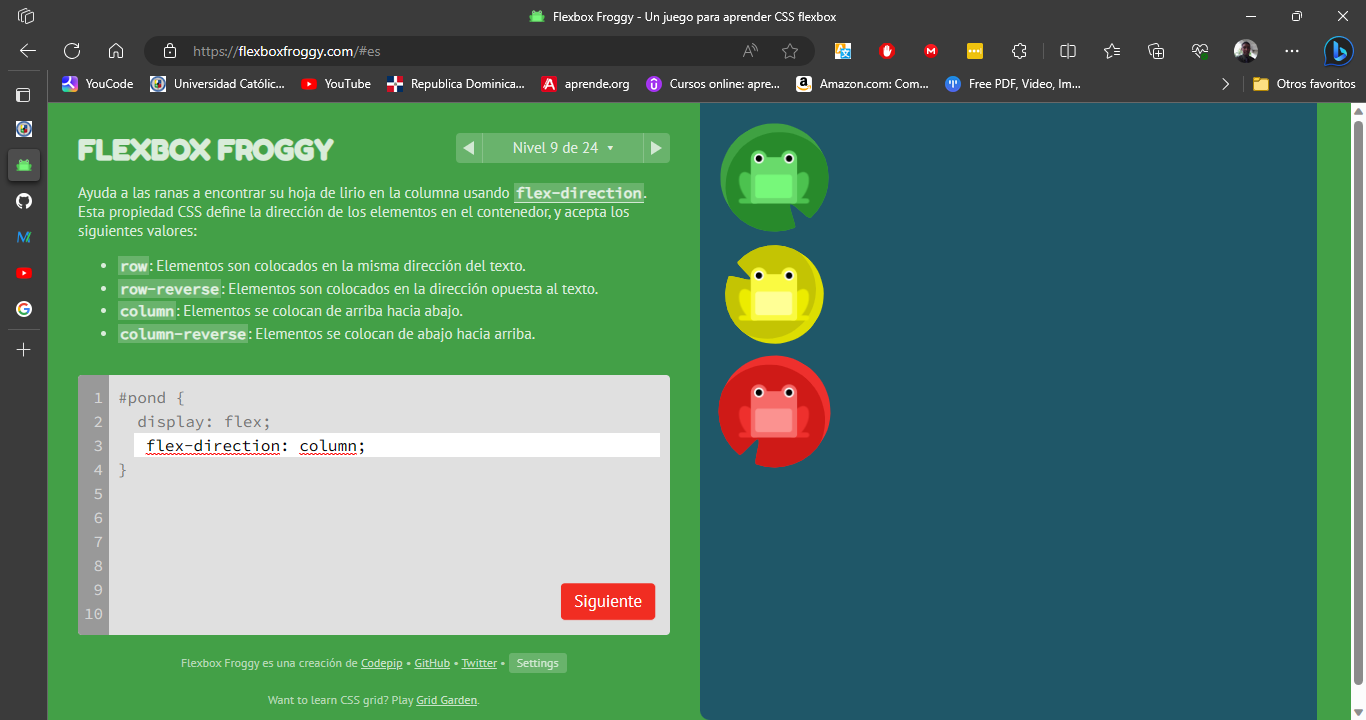 Flexbox Froggy - Un juego para aprender CSS flexbox
https://flexboxfroggy.com/#es
YouCode
Universidad Católic...
YouTube
Republica Dominica...
aprende.org
Cursos online: apre...
Amazon.com: Com...
Free PDF, Video, Im...
Otros favoritos
FLEXBOX FROGGY
Nivel 9 de 24
Ayuda a las ranas a encontrar su hoja de lirio en la columna usando flex-direction.
Esta propiedad CSS define la dirección de los elementos en el contenedor, y acepta los
siguientes valores:
• row: Elementos son colocados en la misma dirección del texto.
• row-reverse: Elementos son colocados en la dirección opuesta al texto.
• column: Elementos se colocan de arriba hacia abajo.
• column-reverse: Elementos se colocan de abajo hacia arriba.
1 #pond {
2 display: flex;
3 flex-direction: column;
4 }
5
6
7
8
9
10
Siguiente
Flexbox Froggy es una creación de Codepip • GitHub • Twitter • Settings
Want to learn CSS grid? Play Grid Garden.